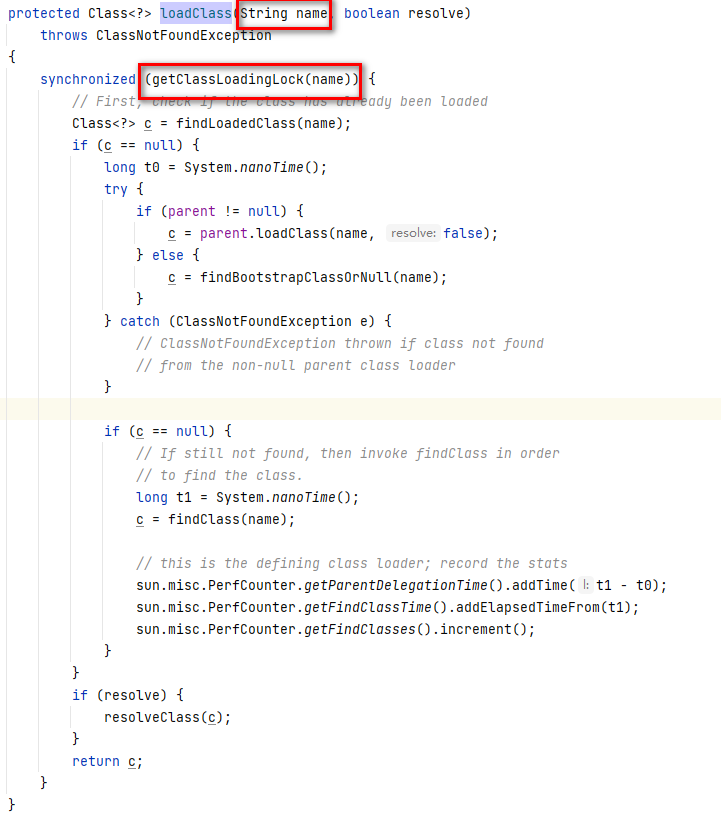 protected Class<?> loadClass(String name, boolean resolve)
    throws ClassNotFoundException
{
    synchronized (getClassLoadingLock(name)) {
        // First, check if the class has already been loaded
        Class<?> c = findLoadedClass(name);
        if (c == null) {
            long t0 = System.nanoTime();
            try {
                if (parent != null) {
                    c = parent.loadClass(name, resolve: false);
                } else {
                    c = findBootstrapClassOrNull(name);
                }
            } catch (ClassNotFoundException e) {
                // ClassNotFoundException thrown if class not found
                // from the non-null parent class loader
            }

            if (c == null) {
                // If still not found, then invoke findClass in order
                // to find the class.
                long t1 = System.nanoTime();
                c = findClass(name);

                // this is the defining class loader; record the stats
                sun.misc.PerfCounter.getParentDelegationTime().addTime( l: t1 - t0);
                sun.misc.PerfCounter.getFindClassTime().addElapsedTimeFrom(t1);
                sun.misc.PerfCounter.getFindClasses().increment();
            }
        }
        if (resolve) {
            resolveClass(c);
        }
        return c;
    }
}